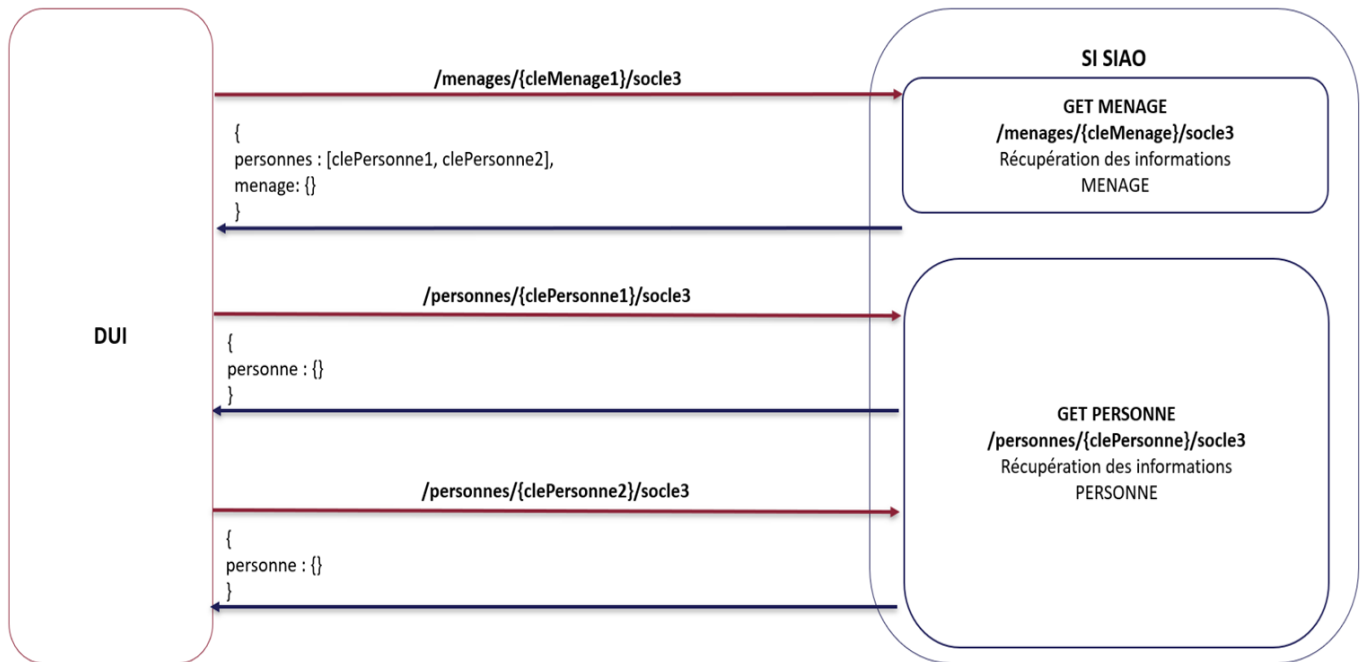 SI SIAO
/menages/{cleMenage1}/socle3
GET MENAGE
/menages/{cleMenage}/socle3
Récupération des informations
MENAGE
{
personnes : [clePersonne1, clePersonne2],
menage: {}
}
DUI
/personnes/{clePersonne1}/socle3
{
personne : {}
}
GET PERSONNE
/personnes/{clePersonne}/socle3
Récupération des informations
PERSONNE
/personnes/{clePersonne2}/socle3
{
personne : {}
}